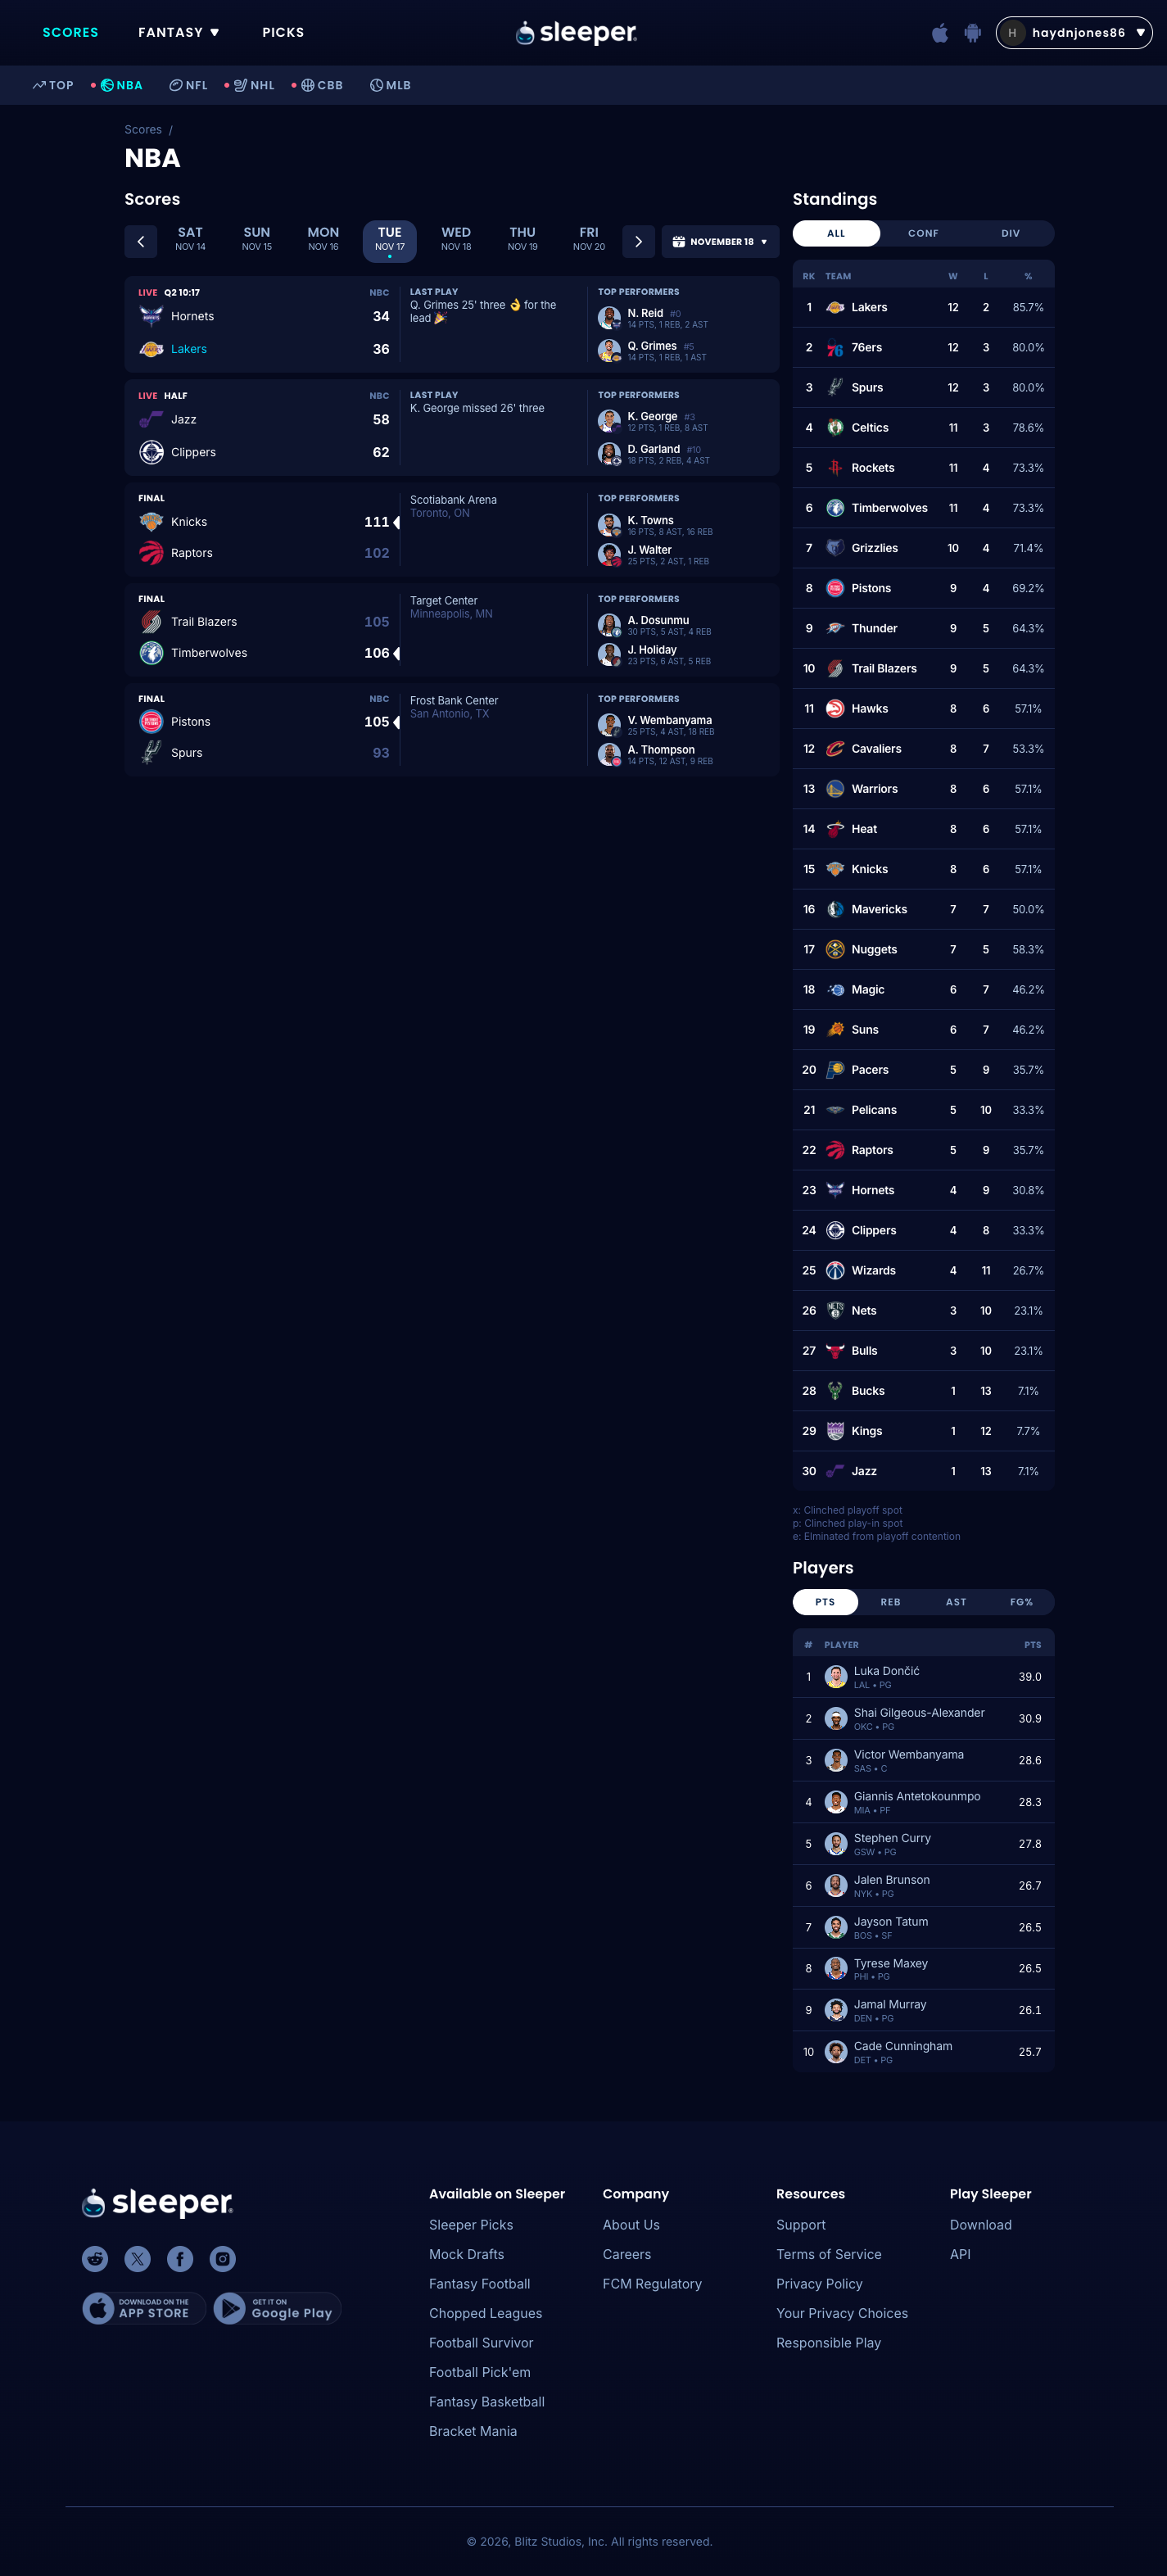 SCORES FANTASY PICKS sleeper H haydnjones86
TOP NBA NFL NHL CBB MLB
Scores /
NBA
Scores
SAT SUN MON TUE WED THU FRI
NOV 14 NOV 15 NOV 16 NOV 17 NOV 18 NOV 19 NOV 20
NOVEMBER 18
LIVE Q2 10:17 NBC
Hornets 34
Lakers 36
LAST PLAY
Q. Grimes 25' three 👌 for the
lead 🎉
TOP PERFORMERS
N. Reid #0
14 PTS, 1 REB, 2 AST
Q. Grimes #5
14 PTS, 1 REB, 1 AST
LIVE HALF NBC
Jazz 58
Clippers 62
LAST PLAY
K. George missed 26' three
TOP PERFORMERS
K. George #3
12 PTS, 1 REB, 8 AST
D. Garland #10
18 PTS, 2 REB, 4 AST
FINAL
Knicks 111
Raptors 102
Scotiabank Arena
Toronto, ON
TOP PERFORMERS
K. Towns
16 PTS, 8 AST, 16 REB
J. Walter
25 PTS, 2 AST, 1 REB
FINAL
Trail Blazers 105
Timberwolves 106
Target Center
Minneapolis, MN
TOP PERFORMERS
A. Dosunmu
30 PTS, 5 AST, 4 REB
J. Holiday
23 PTS, 6 AST, 5 REB
FINAL NBC
Pistons 105
Spurs 93
Frost Bank Center
San Antonio, TX
TOP PERFORMERS
V. Wembanyama
25 PTS, 4 AST, 18 REB
A. Thompson
14 PTS, 12 AST, 9 REB
Standings
ALL CONF DIV
RK TEAM W L %
1 Lakers 12 2 85.7%
2 76ers 12 3 80.0%
3 Spurs 12 3 80.0%
4 Celtics 11 3 78.6%
5 Rockets 11 4 73.3%
6 Timberwolves 11 4 73.3%
7 Grizzlies 10 4 71.4%
8 Pistons 9 4 69.2%
9 Thunder 9 5 64.3%
10 Trail Blazers 9 5 64.3%
11 Hawks 8 6 57.1%
12 Cavaliers 8 7 53.3%
13 Warriors 8 6 57.1%
14 Heat 8 6 57.1%
15 Knicks 8 6 57.1%
16 Mavericks 7 7 50.0%
17 Nuggets 7 5 58.3%
18 Magic 6 7 46.2%
19 Suns 6 7 46.2%
20 Pacers 5 9 35.7%
21 Pelicans 5 10 33.3%
22 Raptors 5 9 35.7%
23 Hornets 4 9 30.8%
24 Clippers 4 8 33.3%
25 Wizards 4 11 26.7%
26 Nets 3 10 23.1%
27 Bulls 3 10 23.1%
28 Bucks 1 13 7.1%
29 Kings 1 12 7.7%
30 Jazz 1 13 7.1%
x: Clinched playoff spot
p: Clinched play-in spot
e: Elminated from playoff contention
Players
PTS REB AST FG%
# PLAYER PTS
1 Luka Dončić 39.0
LAL • PG
2 Shai Gilgeous-Alexander 30.9
OKC • PG
3 Victor Wembanyama 28.6
SAS • C
4 Giannis Antetokounmpo 28.3
MIA • PF
5 Stephen Curry 27.8
GSW • PG
6 Jalen Brunson 26.7
NYK • PG
7 Jayson Tatum 26.5
BOS • SF
8 Tyrese Maxey 26.5
PHI • PG
9 Jamal Murray 26.1
DEN • PG
10 Cade Cunningham 25.7
DET • PG
sleeper
DOWNLOAD ON THE
APP STORE
GET IT ON
Google Play
Available on Sleeper
Sleeper Picks
Mock Drafts
Fantasy Football
Chopped Leagues
Football Survivor
Football Pick'em
Fantasy Basketball
Bracket Mania
Company
About Us
Careers
FCM Regulatory
Resources
Support
Terms of Service
Privacy Policy
Your Privacy Choices
Responsible Play
Play Sleeper
Download
API
© 2026, Blitz Studios, Inc. All rights reserved.